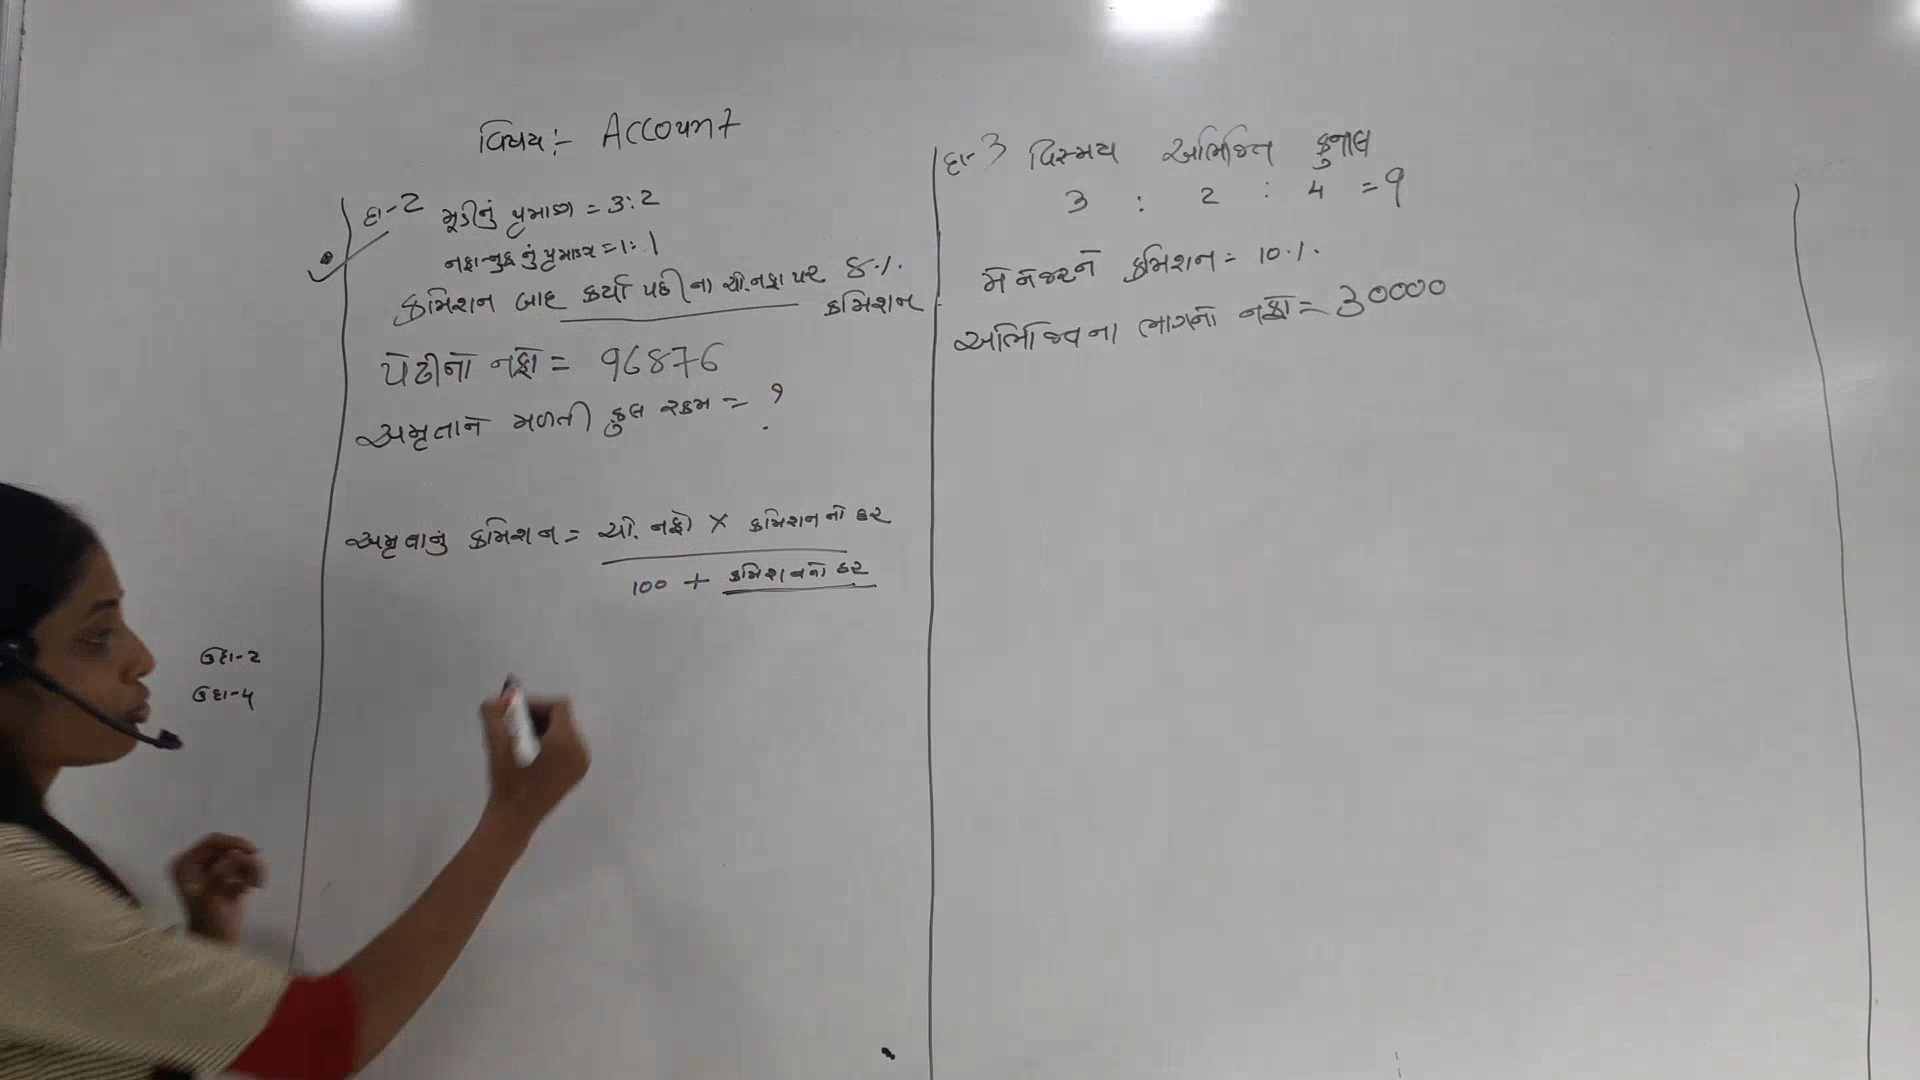 વિષય:- Account
દા-2 મૂડીનું પ્રમાણ = 3:2
નફા-નુકનું પ્રમાણ = 1:1
કમિશન બાદ કર્યા પછીના ચો.નફા પર 8.%.
કમિશન
પેઢીનો નફો = 96876
અમૃતાને મળતી કુલ રકમ = ?
અમૃતાનું કમિશન = ચો. નફો × કમિશનનો દર
100 + કમિશનનો દર
ઉદા-2
ઉદા-4
દા-3 વિસ્મય અભિજિત કુનાલ
3 : 2 : 4 = 9
મેનેજરને કમિશન = 10.%.
અભિજિતના ભાગનો નફો = 30000